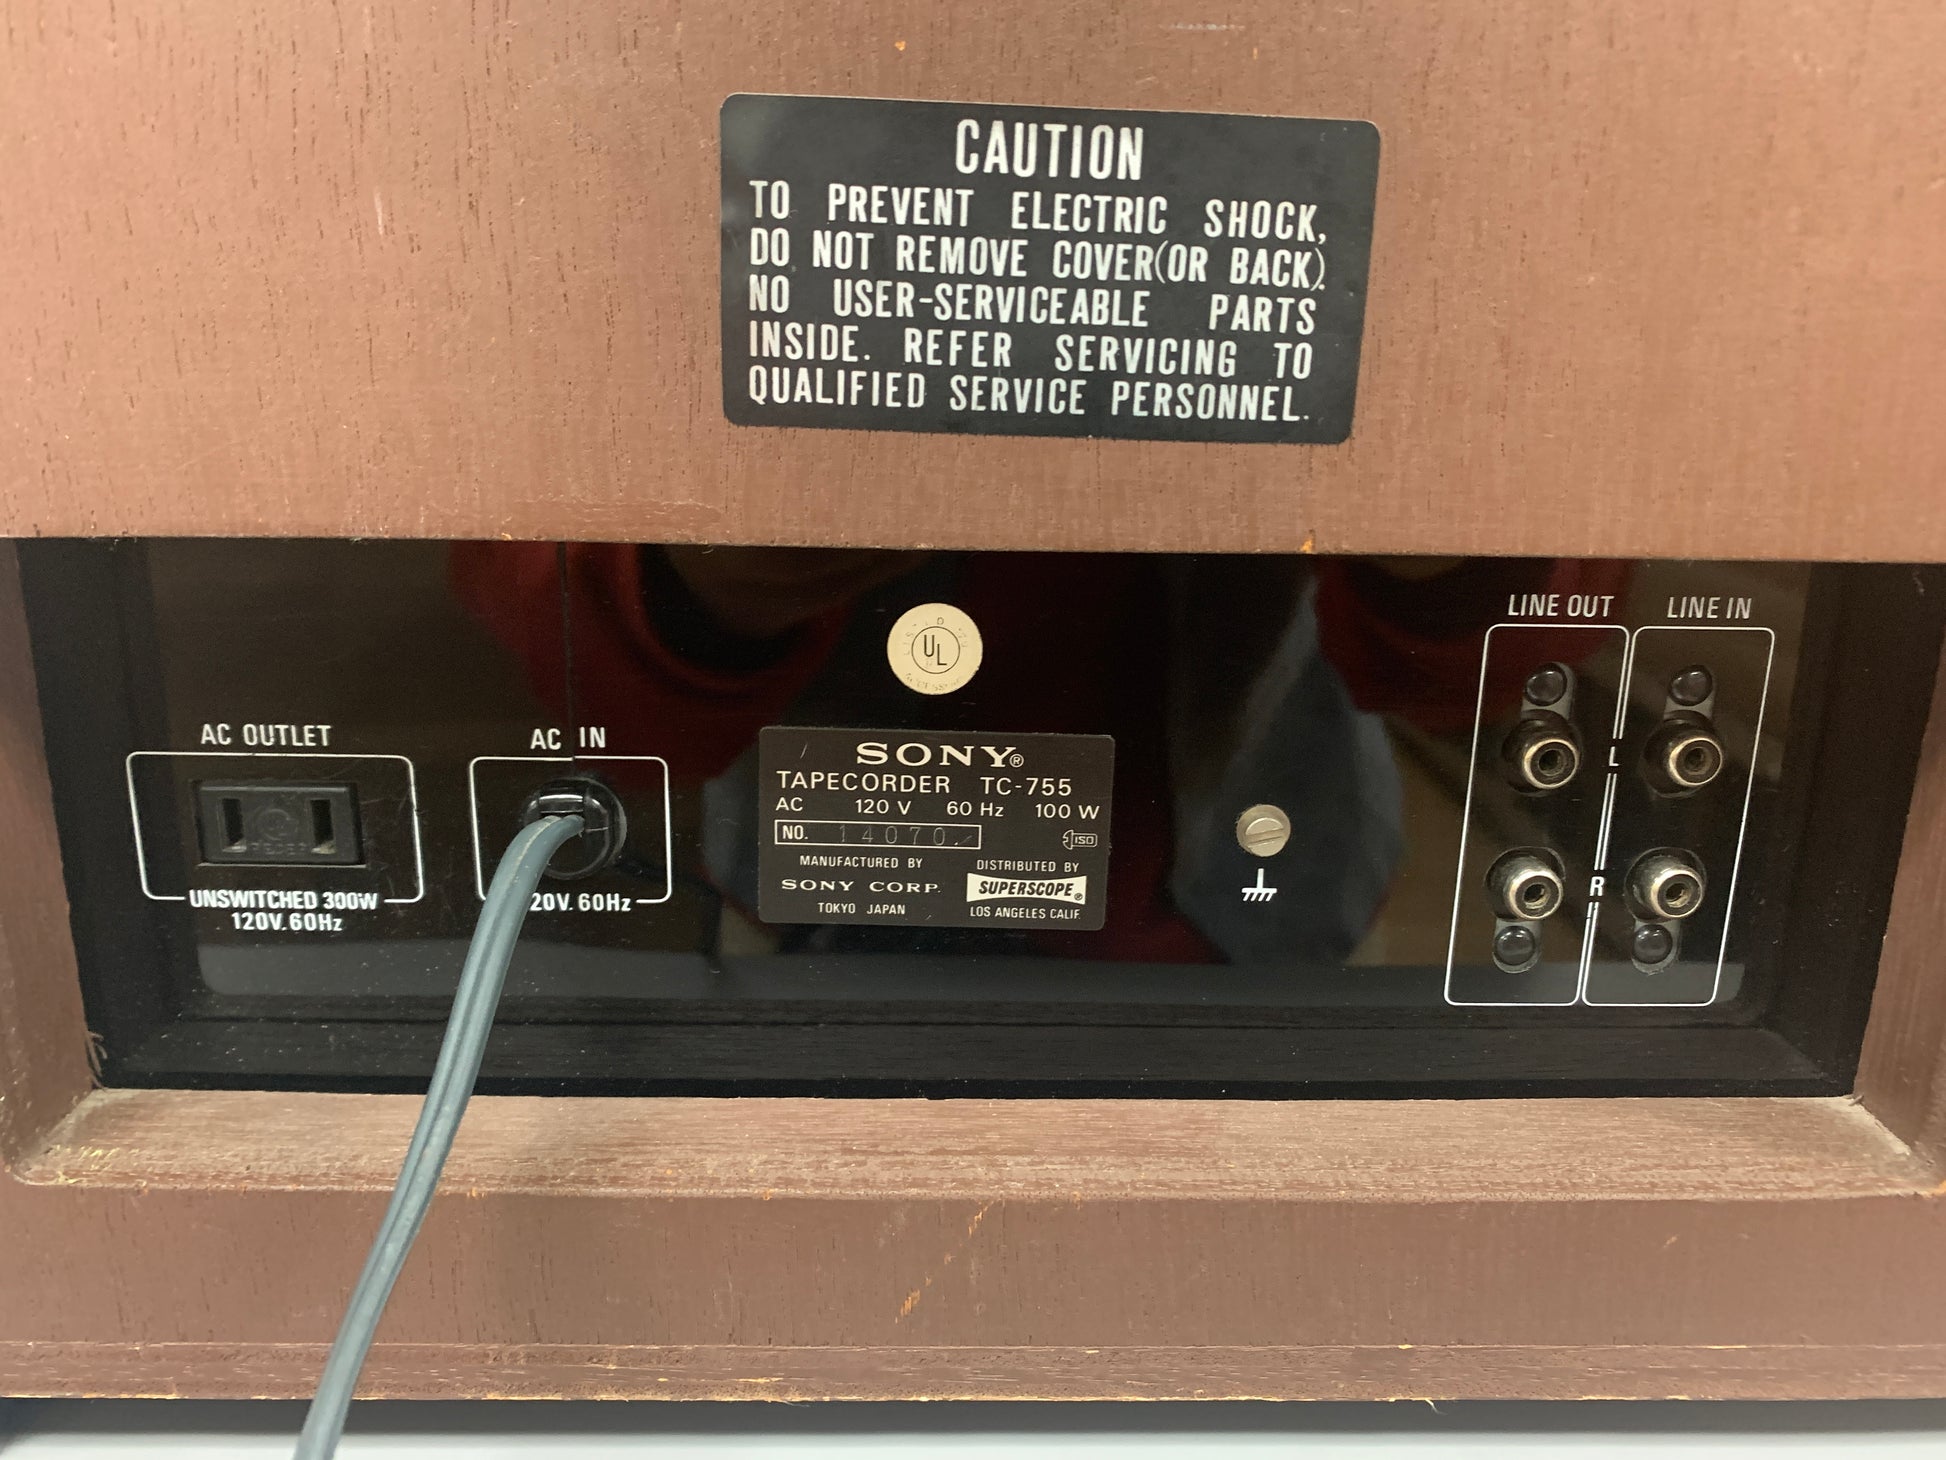 CAUTION
TO PREVENT ELECTRIC SHOCK,
DO NOT REMOVE COVER(OR BACK).
NO USER-SERVICEABLE PARTS
INSIDE. REFER SERVICING TO
QUALIFIED SERVICE PERSONNEL.
LINE OUT LINE IN
UL
AC OUTLET
AC IN
SONY®
TAPECORDER TC-755
AC 120 V 60 Hz 100 W
NO. 14070
ISO
MANUFACTURED BY
SONY CORP.
TOKYO JAPAN
DISTRIBUTED BY
SUPERSCOPE®
LOS ANGELES CALIF.
L
R
UNSWITCHED 300W
120V. 60Hz
20V. 60Hz